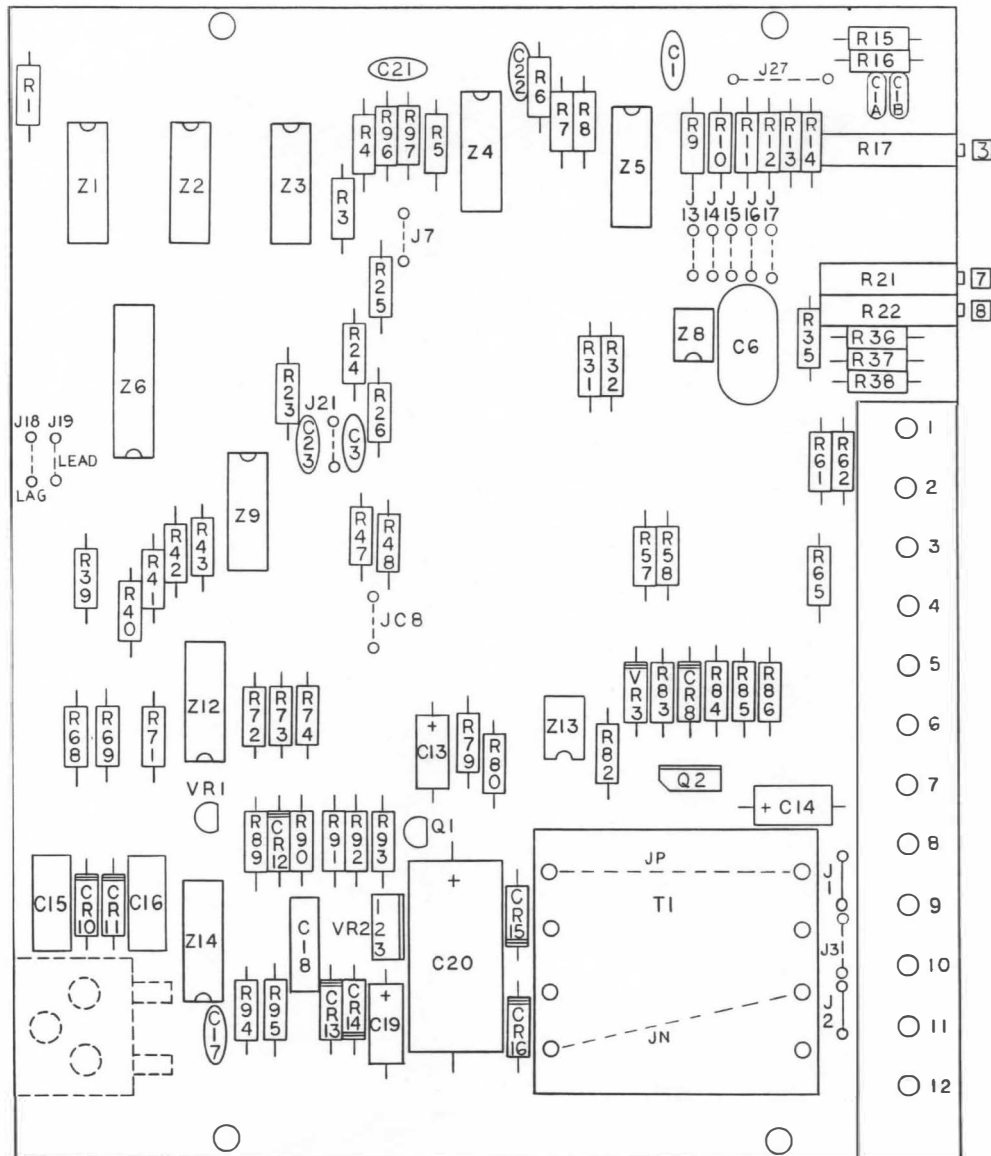 R1
C21
C22
R6
C1
J27
R15
R16
C1A
C1B
Z1
Z2
Z3
R3
R4
R96
R97
R5
Z4
R7
R8
Z5
R9
R10
R11
R12
R13
R14
R17
3
J7
J13
J14
J15
J16
J17
R25
R21
7
R22
8
Z6
R24
R23
R26
R31
R32
Z8
C6
R35
R36
R37
R38
J18
J19
LEAD
LAG
J21
C23
C3
Z9
R61
R62
1
2
R39
R40
R41
R42
R43
R47
R48
R57
R58
R65
3
4
JC8
5
R68
R69
R71
Z12
R72
R73
R74
+
C13
R79
R80
Z13
R82
VR3
R83
CR8
R84
R85
R86
6
Q2
7
+ C14
VR1
R89
CR12
R90
R91
R92
R93
Q1
8
C15
CR10
CR11
C16
Z14
C18
VR2
1
2
3
+
C20
CR15
JP
T1
J1
9
J3
10
C17
R94
R95
CR13
CR14
+
C19
CR16
JN
J2
11
12